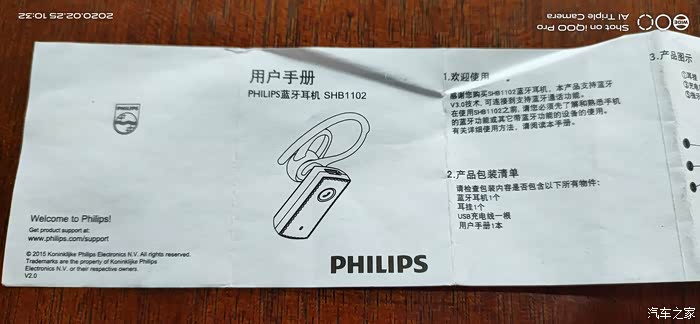 2020.02.25 10:32
Shot on iQOO Pro
AI Triple Camera
PHILIPS
Welcome to Philips!
Get product support at:
www.philips.com/support
© 2015 Koninklijke Philips Electronics N.V. All rights reserved.
Trademarks are the property of Koninklijke Philips
Electronics N.V. or their respective owners.
V2.0
用户手册
PHILIPS蓝牙耳机 SHB1102
PHILIPS
1.欢迎使用
感谢您购买SHB1102蓝牙耳机，本产品支持蓝牙
V3.0技术，可连接到支持蓝牙通话功能。
在使用SHB1102之前，请您必须先了解和熟悉手机
的蓝牙功能或其它带蓝牙功能的设备的使用。
有关详细使用方法，请阅读本手册。
2.产品包装清单
请检查包装内容是否包含以下所有物件：
蓝牙耳机1个
耳挂1个
USB充电线一根
用户手册1本
3.产品图示
汽车之家